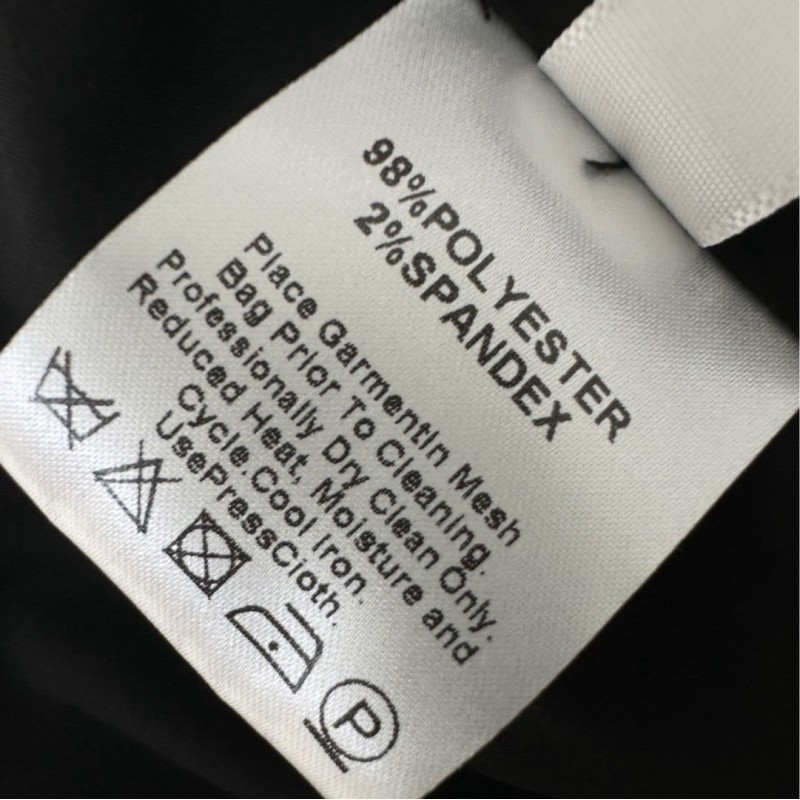 98%POLYESTER
2%SPANDEX
Place Garmentin Mesh
Bag Prior To Cleaning.
Professionally Dry Clean Only.
Reduced Heat, Moisture and
Cycle.Cool Iron.
UsePressCloth.
P